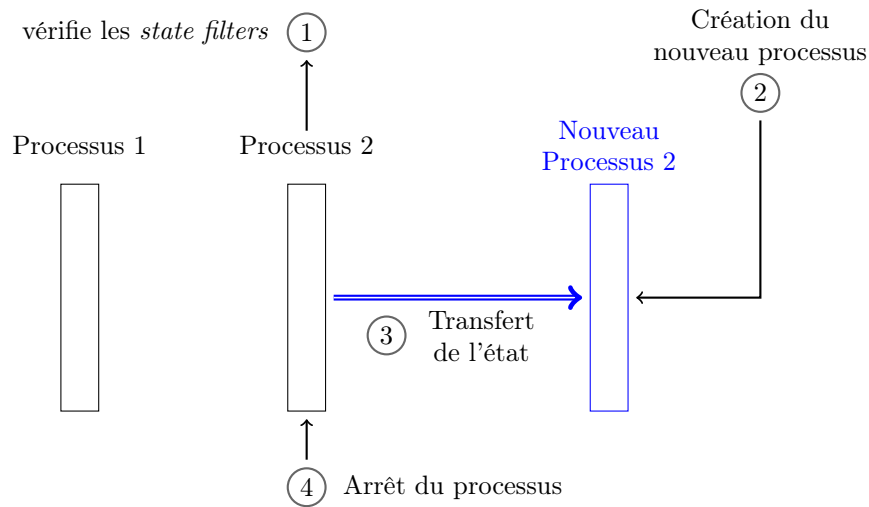 vérifie les state filters 1
Création du
nouveau processus
2
Processus 1
Processus 2
Nouveau
Processus 2
3
Transfert
de l'état
4 Arrêt du processus